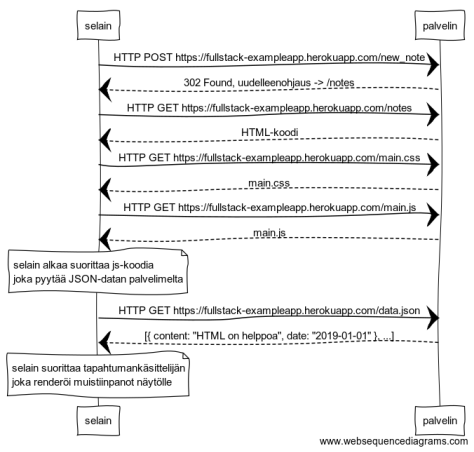 selain
palvelin
HTTP POST https://fullstack-exampleapp.herokuapp.com/new_note
302 Found, uudelleenohjaus -> /notes
HTTP GET https://fullstack-exampleapp.herokuapp.com/notes
HTML-koodi
HTTP GET https://fullstack-exampleapp.herokuapp.com/main.css
main.css
HTTP GET https://fullstack-exampleapp.herokuapp.com/main.js
main.js
selain alkaa suorittaa js-koodia
joka pyytää JSON-datan palvelimelta
HTTP GET https://fullstack-exampleapp.herokuapp.com/data.json
[{ content: "HTML on helppoa", date: "2019-01-01" }, ...]
selain suorittaa tapahtumankäsittelijän
joka renderöi muistiinpanot näytölle
selain
palvelin
www.websequencediagrams.com